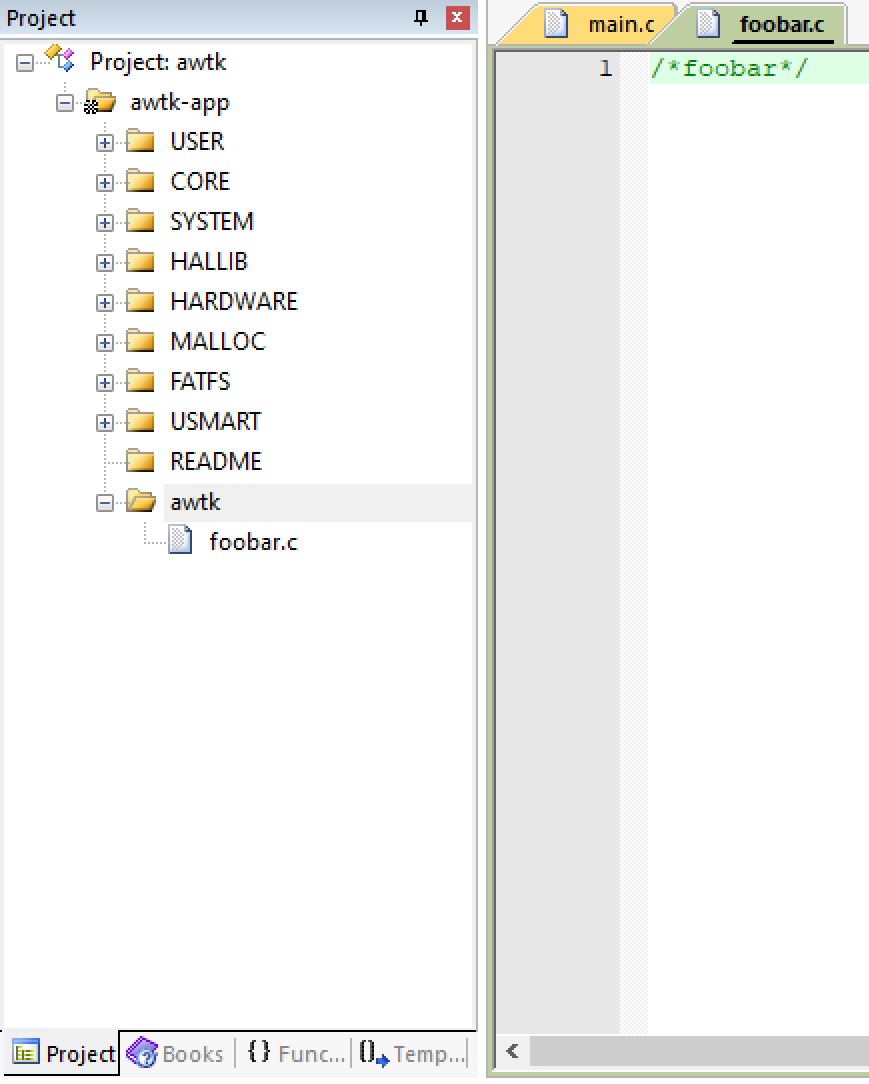 Project
Project: awtk
awtk-app
USER
CORE
SYSTEM
HALLIB
HARDWARE
MALLOC
FATFS
USMART
README
awtk
foobar.c
Project
Books
{} Func...
Temp...
main.c
foobar.c
1 /*foobar*/